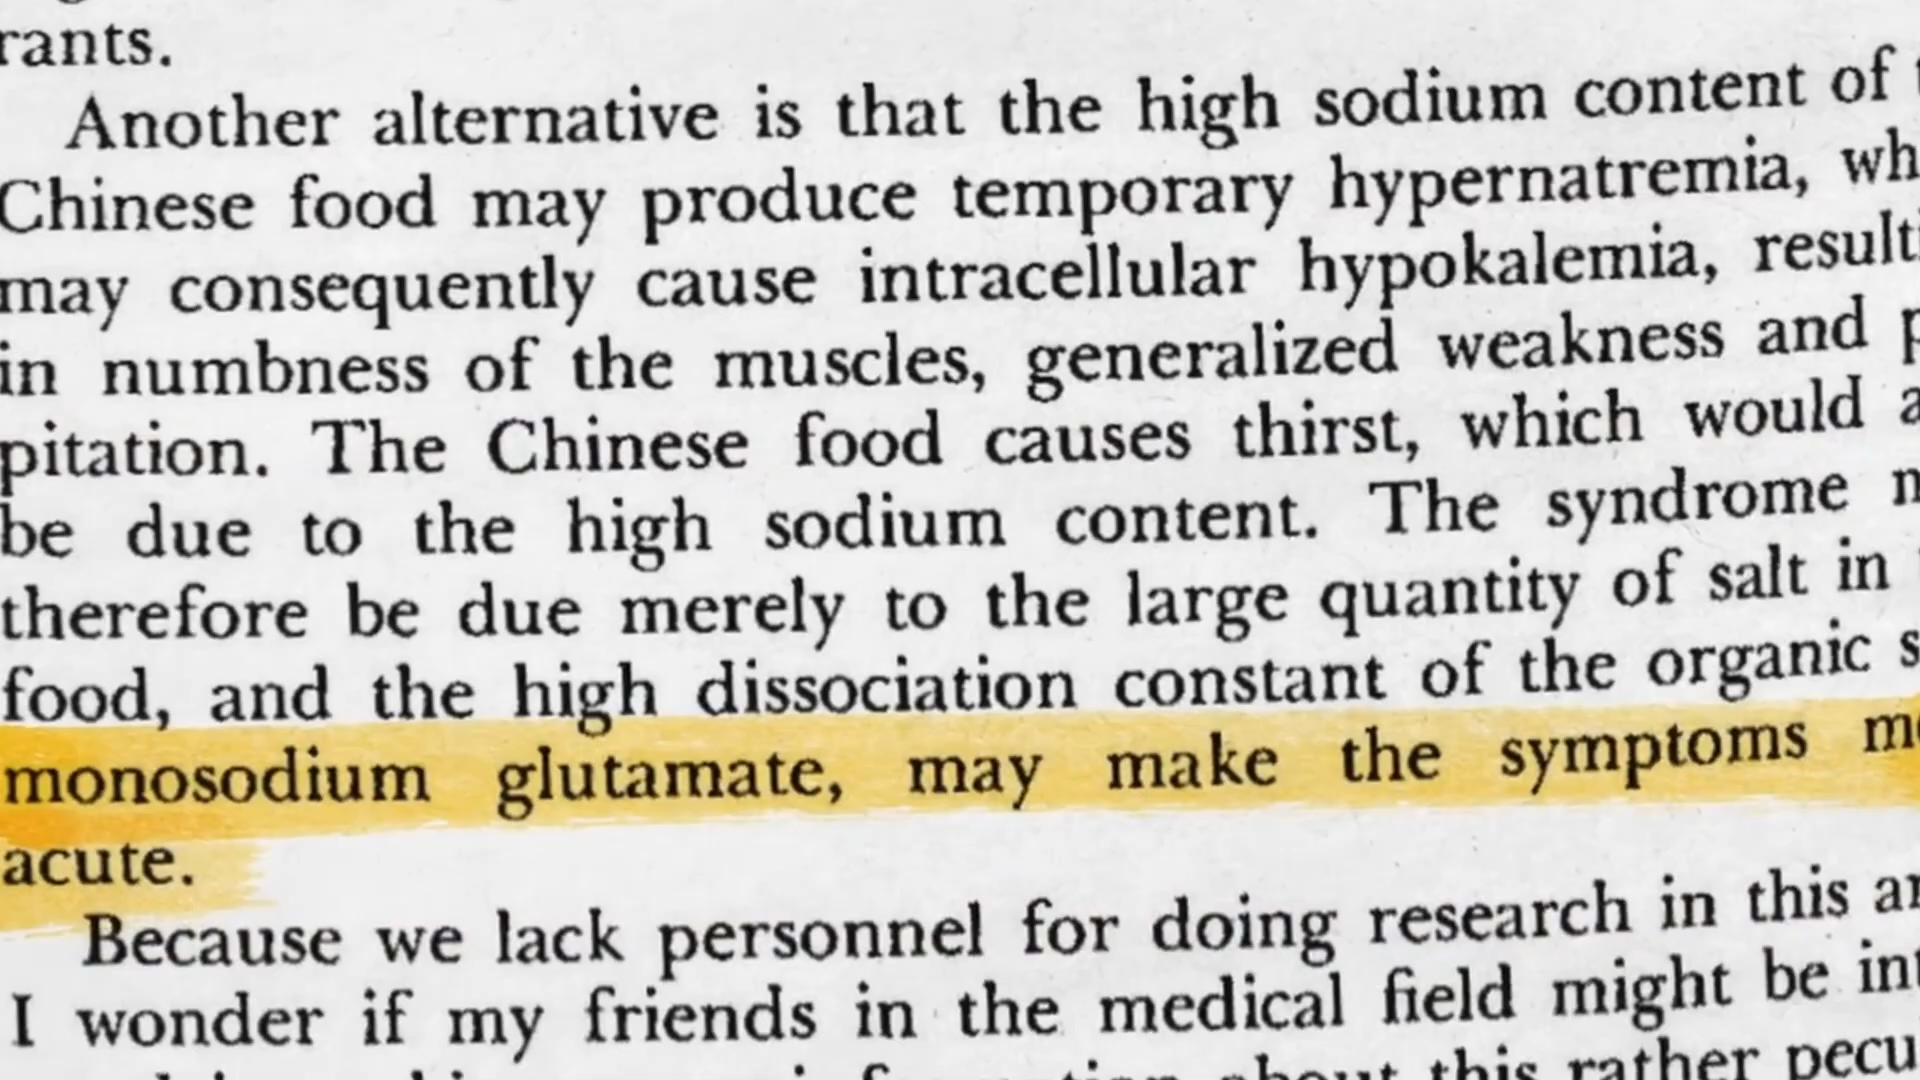 rants.
Another alternative is that the high sodium content of
Chinese food may produce temporary hypernatremia,
may consequently cause intracellular hypokalemia,
in numbness of the muscles, generalized weakness and
pitation. The Chinese food causes thirst, which would
be due to the high sodium content. The syndrome
therefore be due merely to the large quantity of salt in
food, and the high dissociation constant of the organic
monosodium glutamate, may make the symptoms
acute.
Because we lack personnel for doing research in this
I wonder if my friends in the medical field might be
about this rather